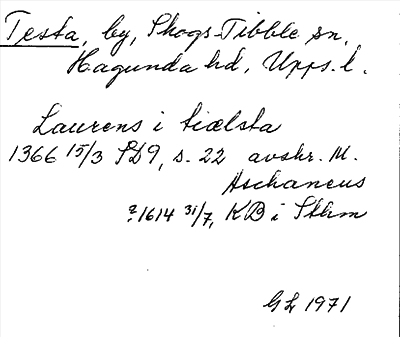 Testa, by, Skogs-Tibble sn,
Hagunda hd, Upps. l.
Laurens i tiælsta
1366 15/3 SD9, s. 22 avskr. M.
Aschaneus
?1614 31/7, KB i Sthm
GL 1971